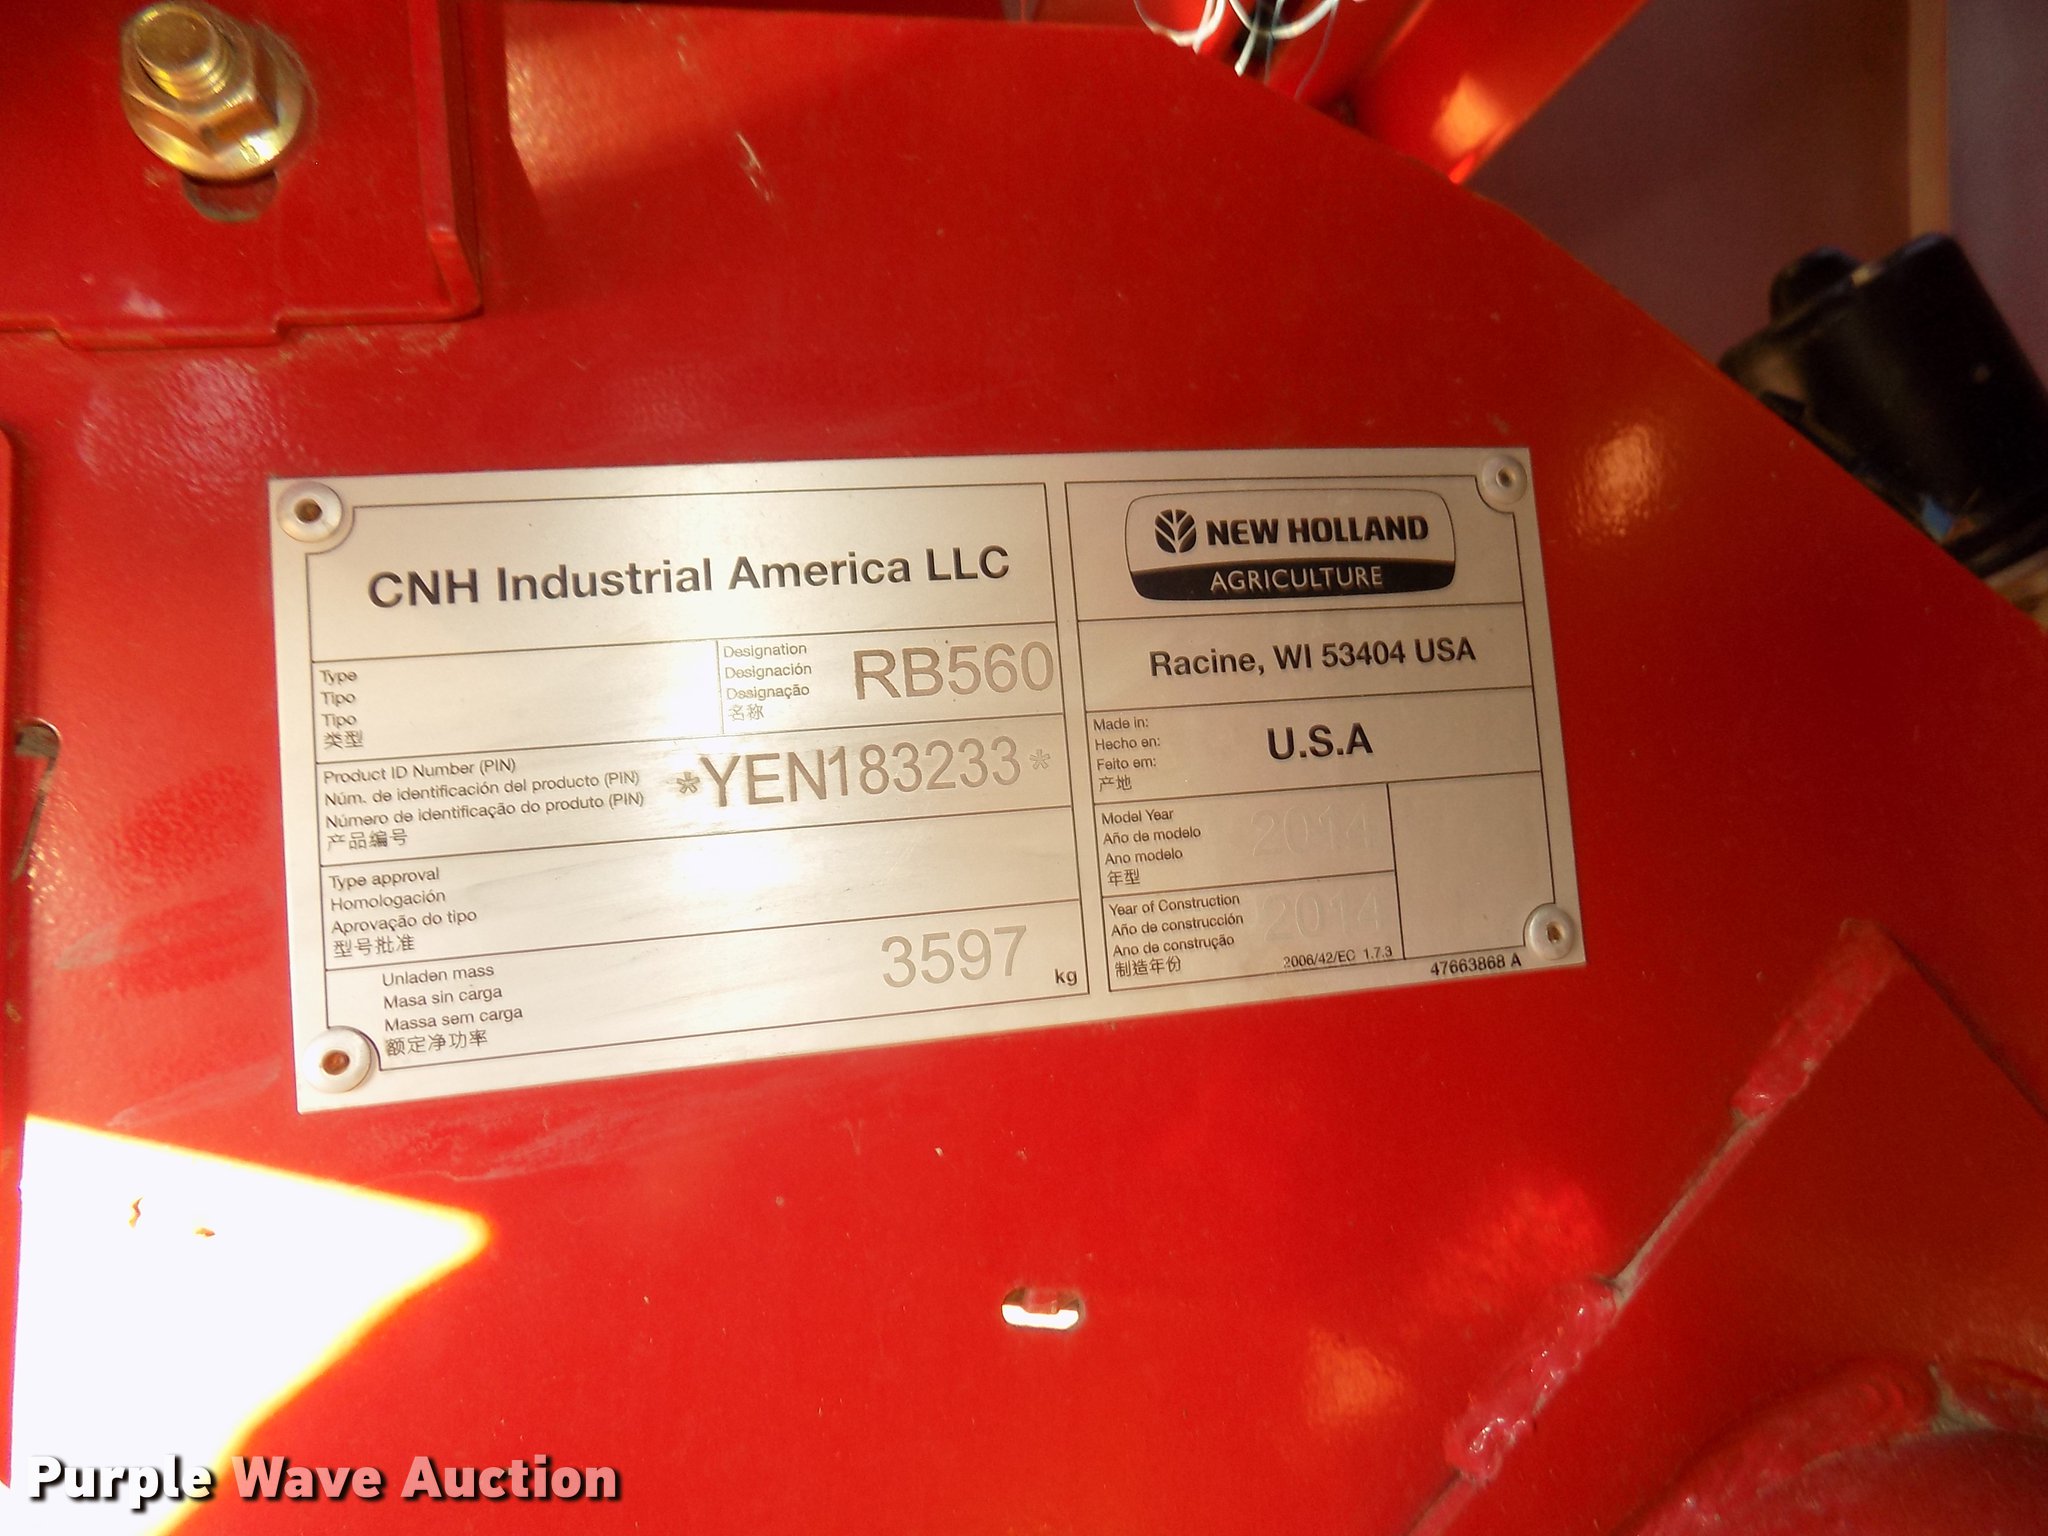 CNH Industrial America LLC
Type
Tipo
Tipo
类型
Designation
Designación
Designação
名称
RB560
Product ID Number (PIN)
Núm. de identificación del producto (PIN)
Número de identificação do produto (PIN)
产品编号
*YEN183233*
Type approval
Homologación
Aprovação do tipo
型号批准
Unladen mass
Masa sin carga
Massa sem carga
额定净功率
3597 kg
NEW HOLLAND
AGRICULTURE
Racine, WI 53404 USA
Made in:
Hecho en:
Feito em:
产地
U.S.A
Model Year
Año de modelo
Ano modelo
年型
2014
Year of Construction
Año de construcción
Ano de construção
制造年份
2014
2006/42/EC 1.7.3
47663868 A
Purple Wave Auction